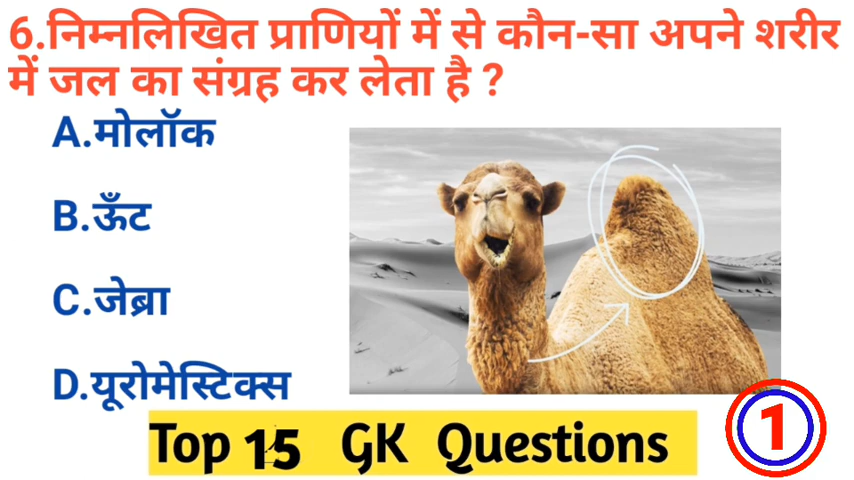 6.निम्नलिखित प्राणियों में से कौन-सा अपने शरीर
में जल का संग्रह कर लेता है ?
A.मोलॉक
B.ऊँट
C.जेब्रा
D.यूरोमेस्टिक्स
Top 15 GK Questions
1